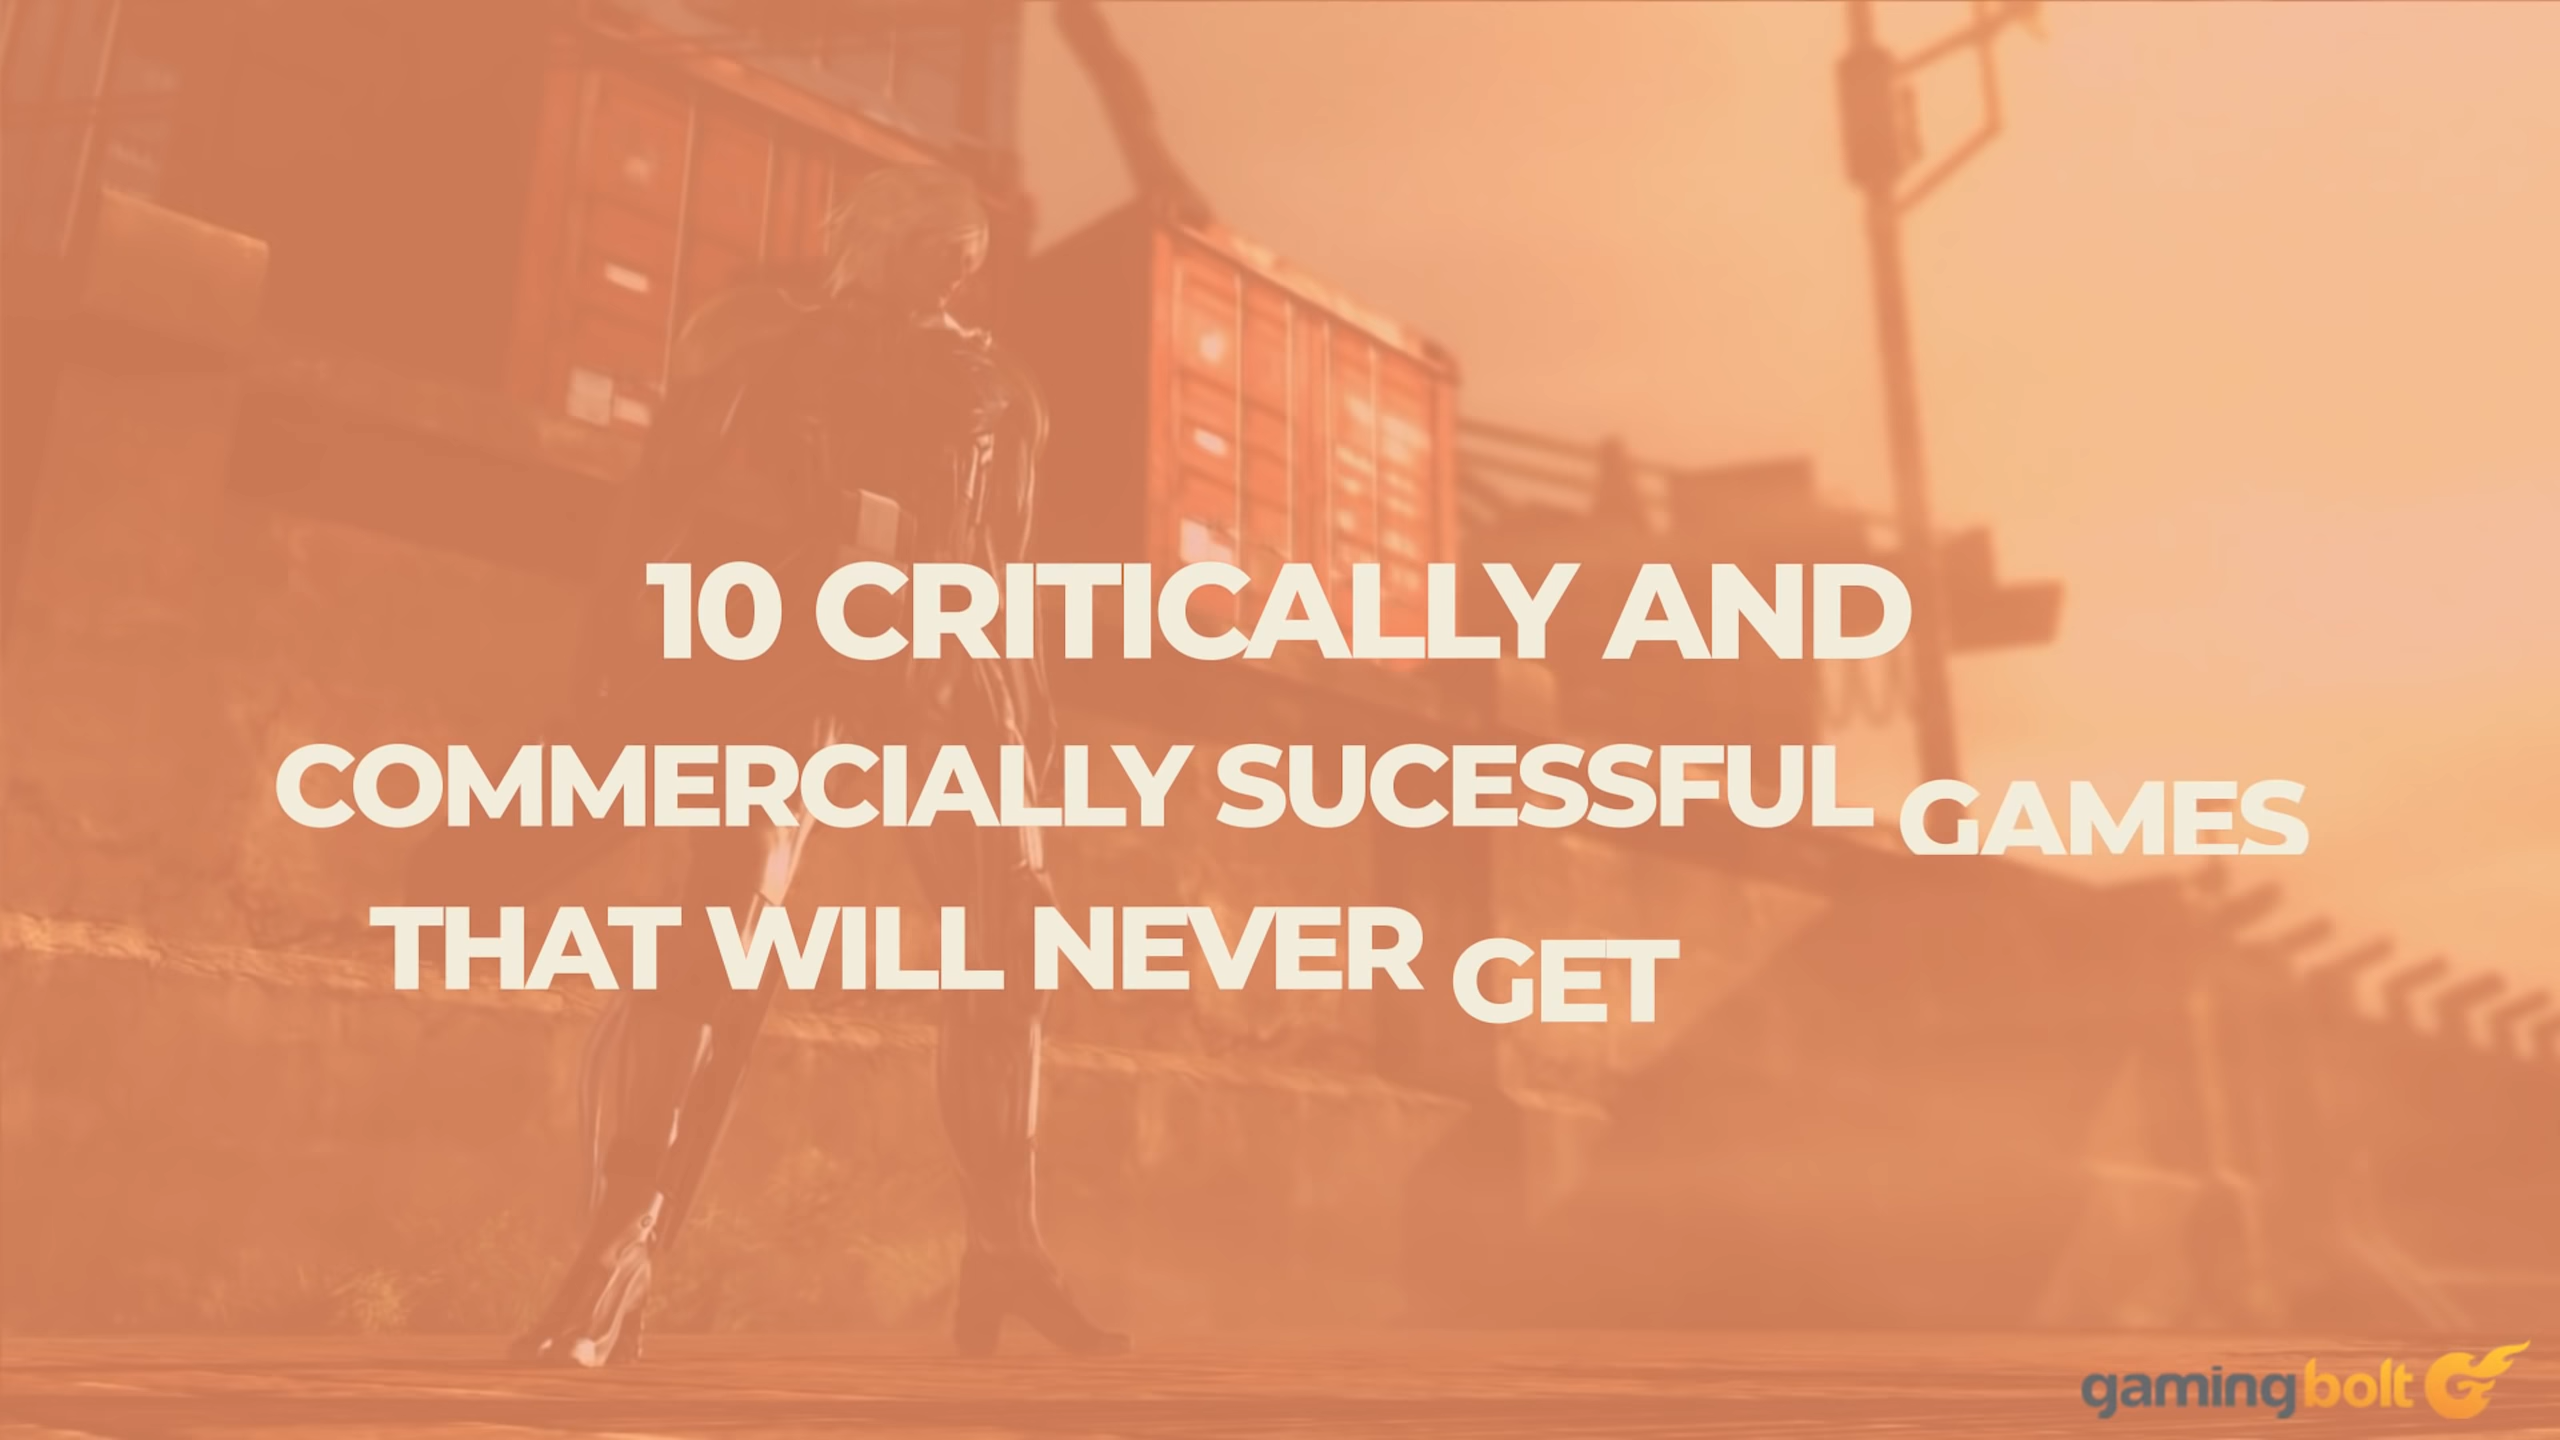 10 CRITICALLY AND
COMMERCIALLY SUCESSFUL GAMES
THAT WILL NEVER GET
gamingbolt